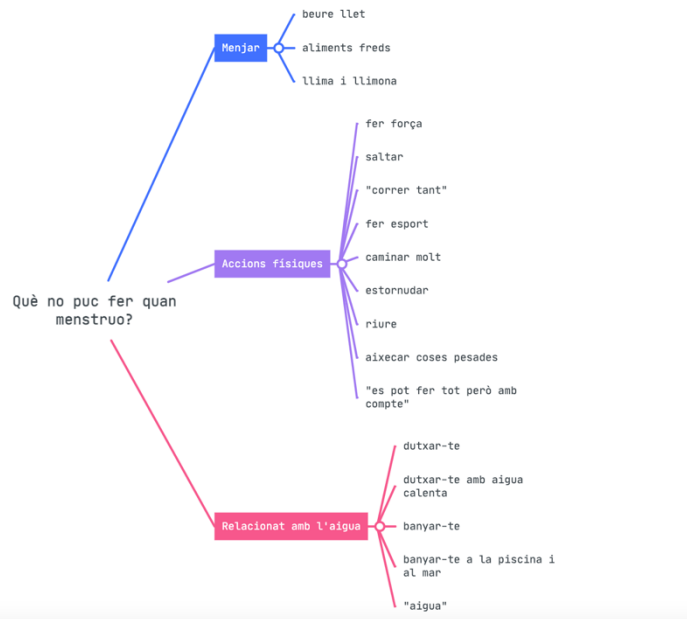 Què no puc fer quan
menstruo?
Menjar
beure llet
aliments freds
llima i llimona
Accions físiques
fer força
saltar
"correr tant"
fer esport
caminar molt
estornudar
riure
aixecar coses pesades
"es pot fer tot però amb
compte"
Relacionat amb l'aigua
dutxar-te
dutxar-te amb aigua
calenta
banyar-te
banyar-te a la piscina i
al mar
"aigua"